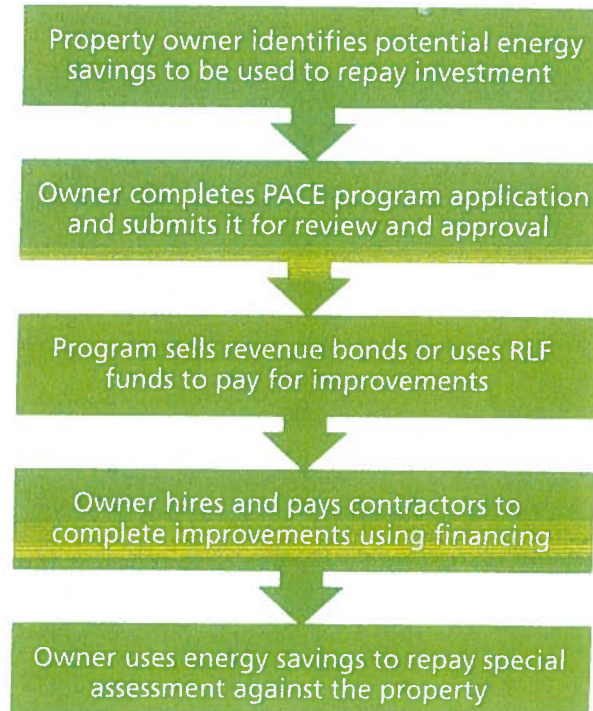 Property owner identifies potential energy
savings to be used to repay investment
Owner completes PACE program application
and submits it for review and approval
Program sells revenue bonds or uses RLF
funds to pay for improvements
Owner hires and pays contractors to
complete improvements using financing
Owner uses energy savings to repay special
assessment against the property